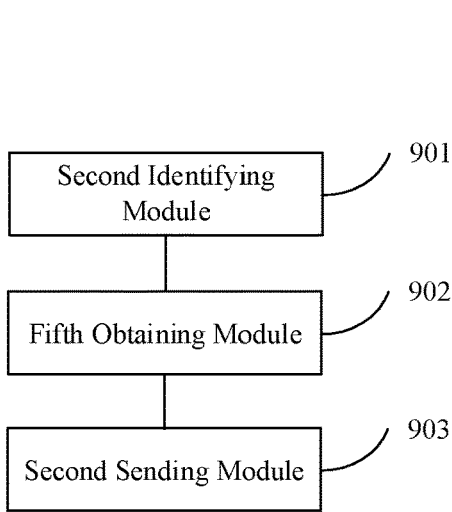 901
Second Identifying
Module
902
Fifth Obtaining Module
903
Second Sending Module